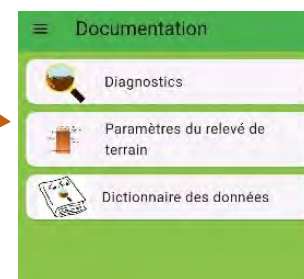 Documentation
Diagnostics
Paramètres du relevé de
terrain
Dictionnaire des données